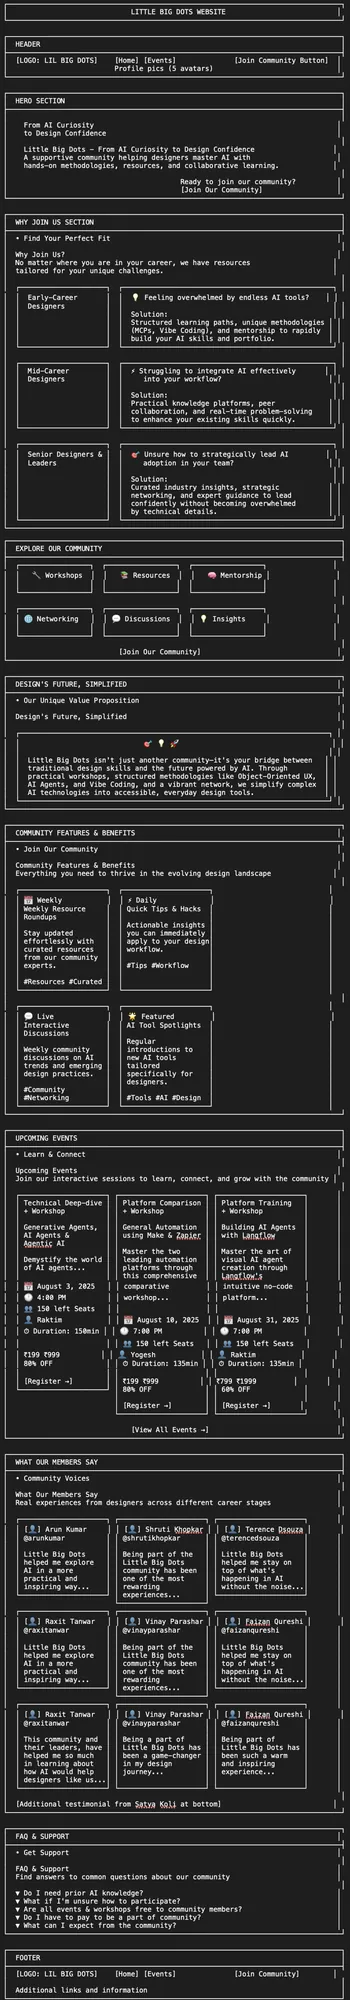 LITTLE BIG DOTS WEBSITE
HEADER
[LOGO: LIL BIG DOTS] [Home] [Events] [Join Community Button]
Profile pics (5 avatars)
HERO SECTION
From AI Curiosity
to Design Confidence
Little Big Dots – From AI Curiosity to Design Confidence
A supportive community helping designers master AI with
hands-on methodologies, resources, and collaborative learning.
Ready to join our community?
[Join Our Community]
WHY JOIN US SECTION
• Find Your Perfect Fit
Why Join Us?
No matter where you are in your career, we have resources
tailored for your unique challenges.
Early-Career
Designers
💡 Feeling overwhelmed by endless AI tools?
Solution:
Structured learning paths, unique methodologies
(MCPs, Vibe Coding), and mentorship to rapidly
build your AI skills and portfolio.
Mid-Career
Designers
⚡ Struggling to integrate AI effectively
into your workflow?
Solution:
Practical knowledge platforms, peer
collaboration, and real-time problem-solving
to enhance your existing skills quickly.
Senior Designers &
Leaders
🎯 Unsure how to strategically lead AI
adoption in your team?
Solution:
Curated industry insights, strategic
networking, and expert guidance to lead
confidently without becoming overwhelmed
by technical details.
EXPLORE OUR COMMUNITY
🔨 Workshops 📚 Resources 🧠 Mentorship
🌐 Networking 💬 Discussions 💡 Insights
[Join Our Community]
DESIGN'S FUTURE, SIMPLIFIED
• Our Unique Value Proposition
Design's Future, Simplified
🎯 💡 🚀
Little Big Dots isn't just another community—it's your bridge between
traditional design skills and the future powered by AI. Through
practical workshops, structured methodologies like Object-Oriented UX,
AI Agents, and Vibe Coding, and a vibrant network, we simplify complex
AI technologies into accessible, everyday design tools.
COMMUNITY FEATURES & BENEFITS
• Join Our Community
Community Features & Benefits
Everything you need to thrive in the evolving design landscape
📅 Weekly
Weekly Resource
Roundups
Stay updated
effortlessly with
curated resources
from our community
experts.
#Resources #Curated
⚡ Daily
Quick Tips & Hacks
Actionable insights
you can immediately
apply to your design
workflow.
#Tips #Workflow
💬 Live
Interactive
Discussions
Weekly community
discussions on AI
trends and emerging
design practices.
#Community
#Networking
🌟 Featured
AI Tool Spotlights
Regular
introductions to
new AI tools
tailored
specifically for
designers.
#Tools #AI #Design
UPCOMING EVENTS
• Learn & Connect
Upcoming Events
Join our interactive sessions to learn, connect, and grow with the community
Technical Deep-dive
+ Workshop
Generative Agents,
AI Agents &
Agentic AI
Demystify the world
of AI agents...
📅 August 3, 2025
🕓 4:00 PM
👥 150 left Seats
👤 Raktim
⏱ Duration: 150min
₹199 ₹999
80% OFF
[Register →]
Platform Comparison
+ Workshop
General Automation
using Make & Zapier
Master the two
leading automation
platforms through
this comprehensive
comparative
workshop...
📅 August 10, 2025
🕖 7:00 PM
👥 150 left Seats
👤 Yogesh
⏱ Duration: 135min
₹199 ₹999
80% OFF
[Register →]
Platform Training
+ Workshop
Building AI Agents
with Langflow
Master the art of
visual AI agent
creation through
Langflow's
intuitive no-code
platform...
📅 August 31, 2025
🕖 7:00 PM
👥 150 left Seats
👤 Raktim
⏱ Duration: 135min
₹799 ₹1999
60% OFF
[Register →]
[View All Events →]
WHAT OUR MEMBERS SAY
• Community Voices
What Our Members Say
Real experiences from designers across different career stages
[👤] Arun Kumar
@arunkumar
Little Big Dots
helped me explore
AI in a more
practical and
inspiring way...
[👤] Shruti Khopkar
@shrutikhopkar
Being part of the
Little Big Dots
community has been
one of the most
rewarding
experiences...
[👤] Terence Dsouza
@terencedsouza
Little Big Dots
helped me stay on
top of what's
happening in AI
without the noise...
[👤] Raxit Tanwar
@raxitanwar
Little Big Dots
helped me explore
AI in a more
practical and
inspiring way...
[👤] Vinay Parashar
@vinayparashar
Being part of the
Little Big Dots
community has been
one of the most
rewarding
experiences...
[👤] Faizan Qureshi
@faizanqureshi
Little Big Dots
helped me stay on
top of what's
happening in AI
without the noise...
[👤] Raxit Tanwar
@raxitanwar
This community and
their leaders, have
helped me so much
in learning about
how AI would help
designers like us...
[👤] Vinay Parashar
@vinayparashar
Being a part of
Little Big Dots has
been a game-changer
in my design
journey...
[👤] Faizan Qureshi
@faizanqureshi
Being part of
Little Big Dots has
been such a warm
and inspiring
experience...
[Additional testimonial from Satya Koli at bottom]
FAQ & SUPPORT
• Get Support
FAQ & Support
Find answers to common questions about our community
▼ Do I need prior AI knowledge?
▼ What if I'm unsure how to participate?
▼ Are all events & workshops free to community members?
▼ Do I have to pay to be a part of community?
▼ What can I expect from the community?
FOOTER
[LOGO: LIL BIG DOTS] [Home] [Events] [Join Community]
Additional links and information